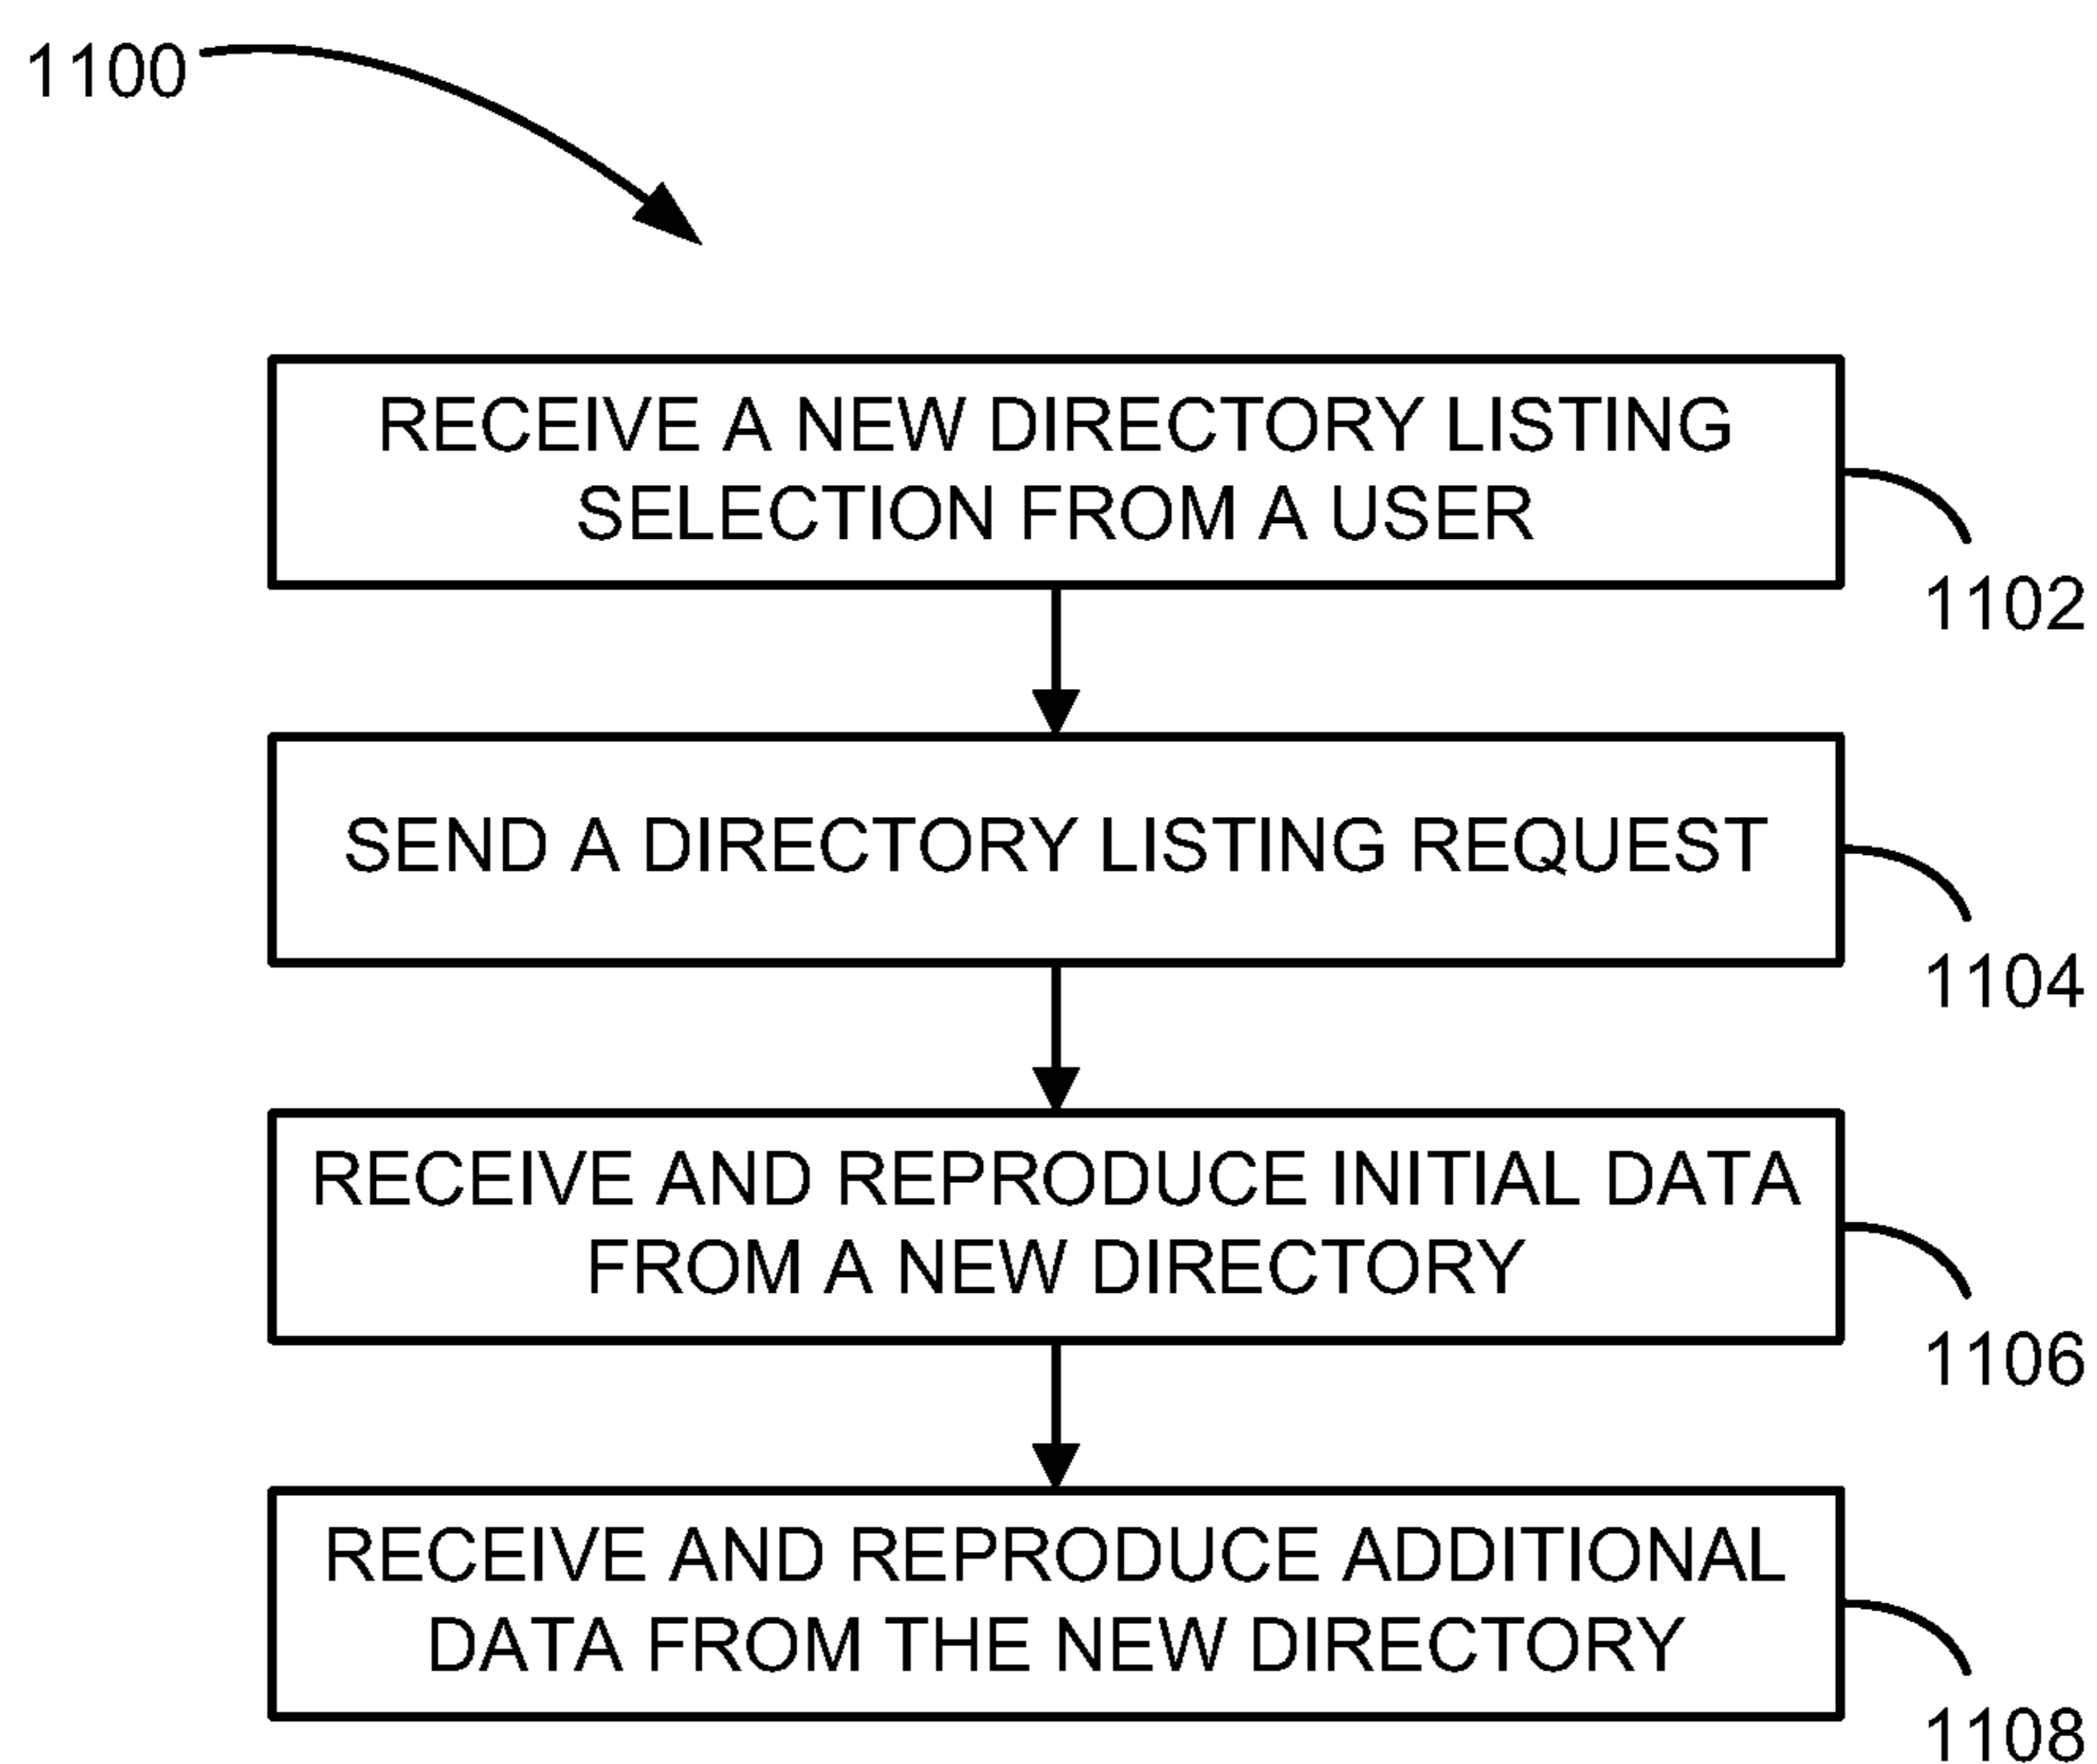 1100
RECEIVE A NEW DIRECTORY LISTING
SELECTION FROM A USER
1102
SEND A DIRECTORY LISTING REQUEST
1104
RECEIVE AND REPRODUCE INITIAL DATA
FROM A NEW DIRECTORY
1106
RECEIVE AND REPRODUCE ADDITIONAL
DATA FROM THE NEW DIRECTORY
1108